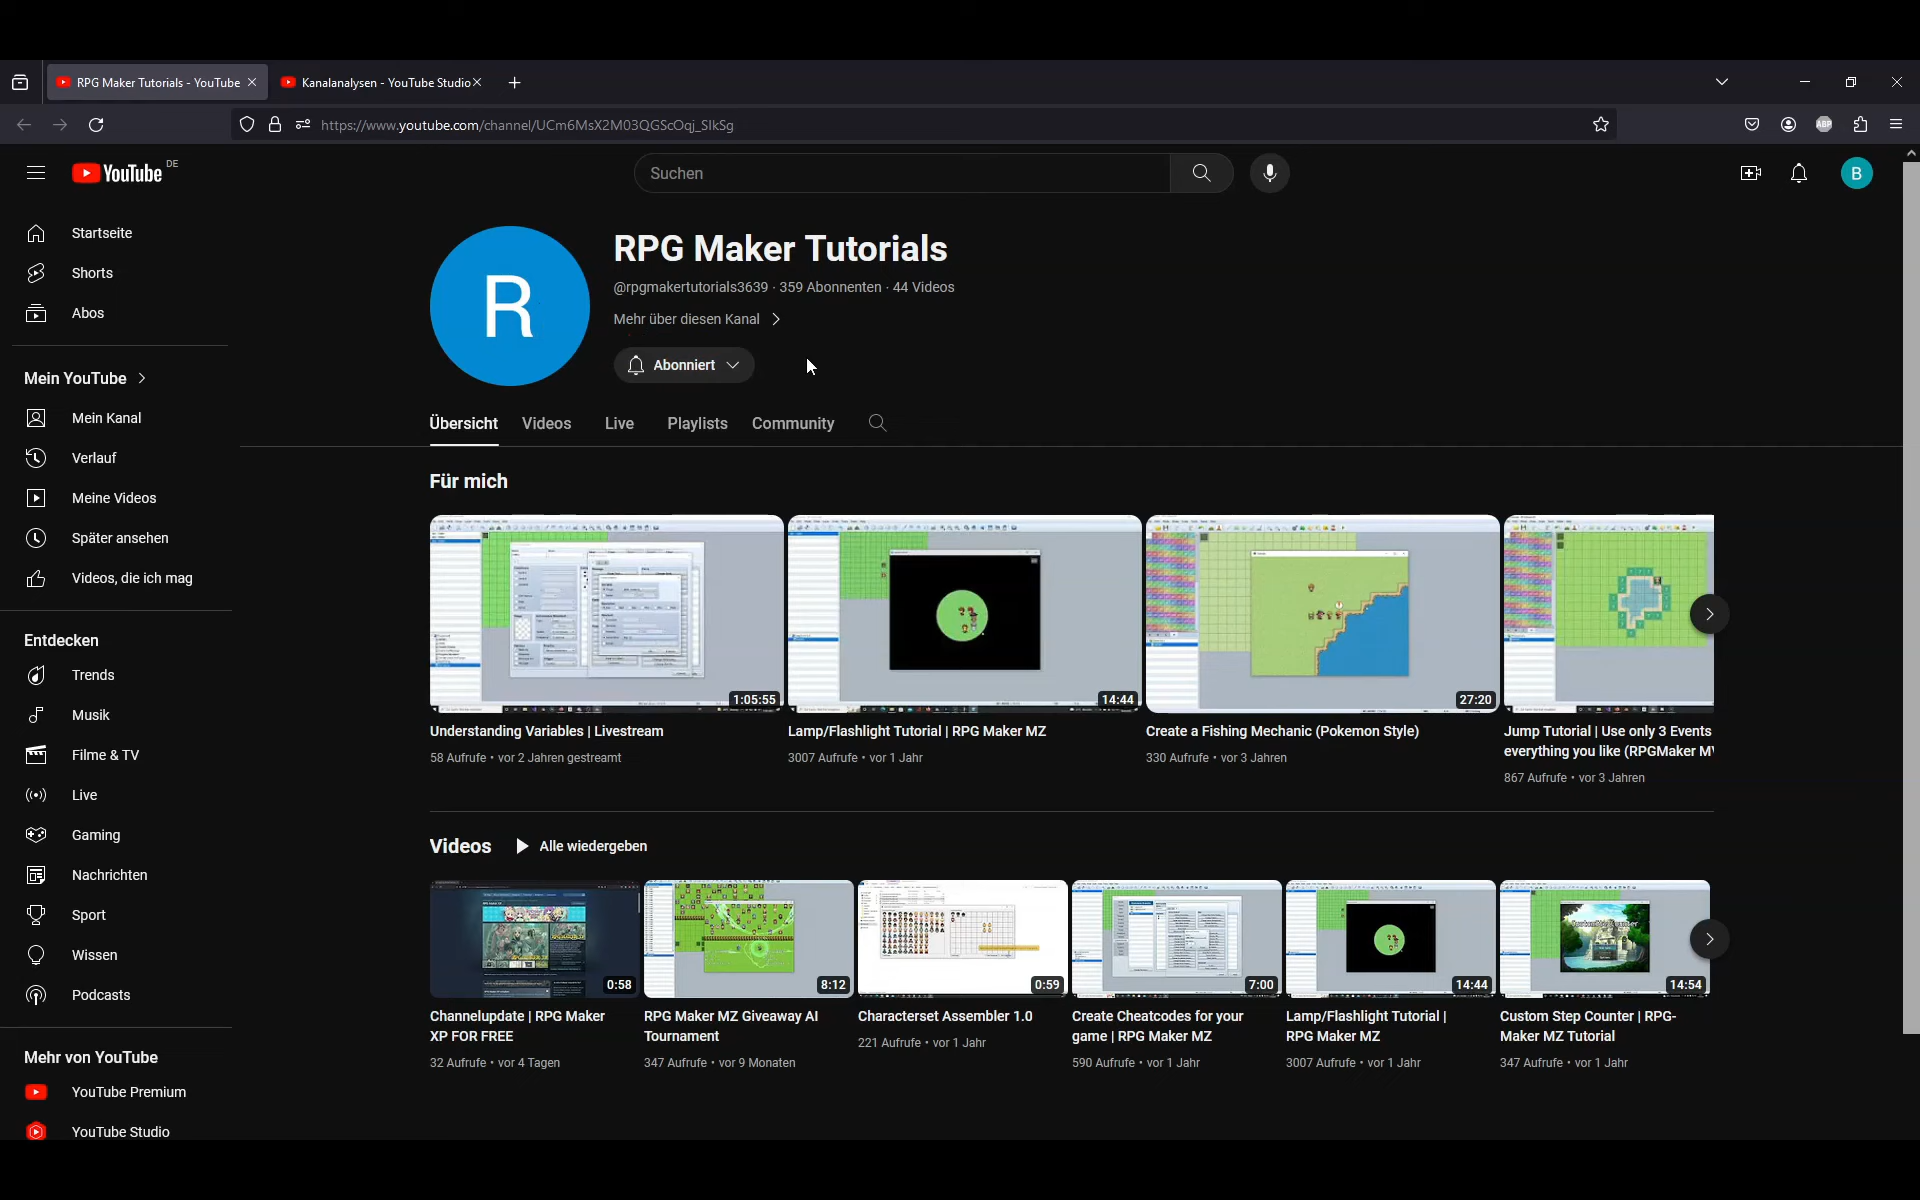 RPG Maker Tutorials - YouTube
Kanalanalysen - YouTube Studio
https://www.youtube.com/channel/UCm6MsX2M03QGScOqj_SIkSg
ABP
YouTube DE
Suchen
B
Startseite
Shorts
Abos
Mein YouTube
Mein Kanal
Verlauf
Meine Videos
Später ansehen
Videos, die ich mag
Entdecken
Trends
Musik
Filme & TV
Live
Gaming
Nachrichten
Sport
Wissen
Podcasts
Mehr von YouTube
YouTube Premium
YouTube Studio
R
RPG Maker Tutorials
@rpgmakertutorials3639 · 359 Abonnenten · 44 Videos
Mehr über diesen Kanal
Abonniert
Übersicht Videos Live Playlists Community
Für mich
1:05:55
14:44
27:20
Understanding Variables | Livestream
58 Aufrufe • vor 2 Jahren gestreamt
Lamp/Flashlight Tutorial | RPG Maker MZ
3007 Aufrufe • vor 1 Jahr
Create a Fishing Mechanic (Pokemon Style)
330 Aufrufe • vor 3 Jahren
Jump Tutorial | Use only 3 Events
everything you like (RPGMaker MV
867 Aufrufe • vor 3 Jahren
Videos
Alle wiedergeben
0:58
8:12
0:59
7:00
14:44
14:54
Channelupdate | RPG Maker
XP FOR FREE
32 Aufrufe • vor 4 Tagen
RPG Maker MZ Giveaway AI
Tournament
347 Aufrufe • vor 9 Monaten
Characterset Assembler 1.0
221 Aufrufe • vor 1 Jahr
Create Cheatcodes for your
game | RPG Maker MZ
590 Aufrufe • vor 1 Jahr
Lamp/Flashlight Tutorial |
RPG Maker MZ
3007 Aufrufe • vor 1 Jahr
Custom Step Counter | RPG-
Maker MZ Tutorial
347 Aufrufe • vor 1 Jahr